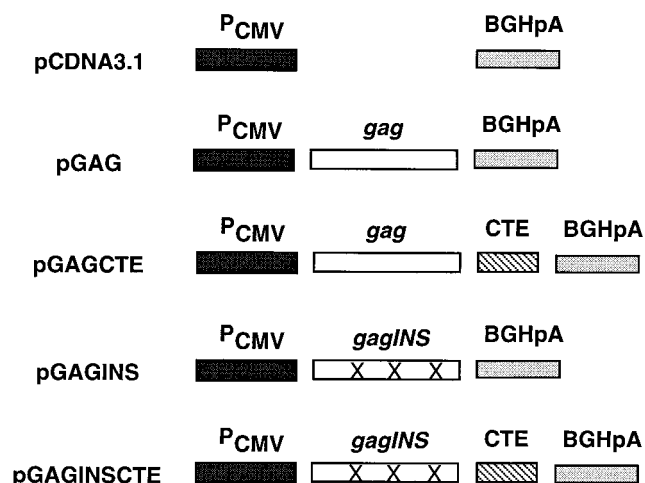 PCMV BGHpA
pCDNA3.1
PCMV gag BGHpA
pGAG
PCMV gag CTE BGHpA
pGAGCTE
PCMV gagINS BGHpA
pGAGINS
X X X
PCMV gagINS CTE BGHpA
pGAGINSCTE
X X X